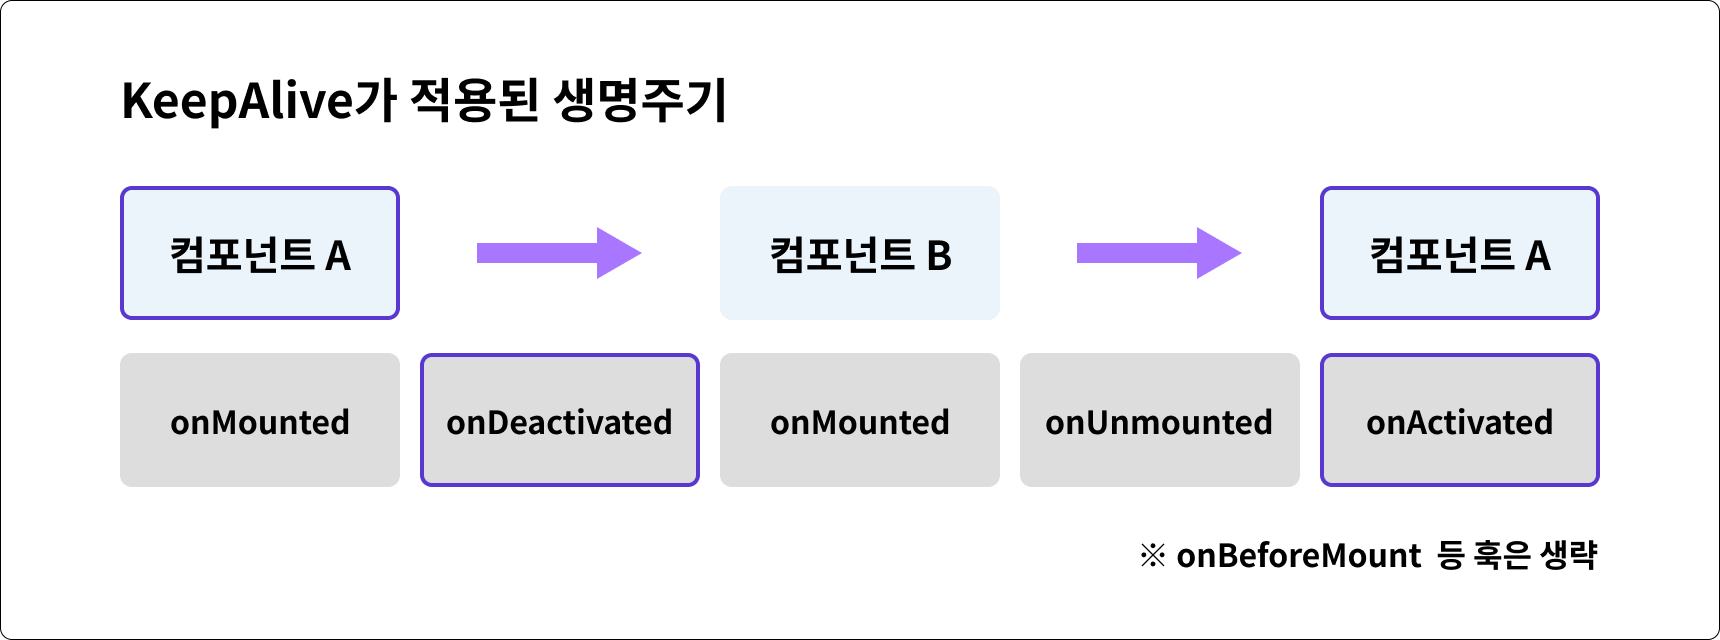 KeepAlive가 적용된 생명주기
컴포넌트 A
컴포넌트 B
컴포넌트 A
onMounted
onDeactivated
onMounted
onUnmounted
onActivated
※ onBeforeMount 등 훅은 생략